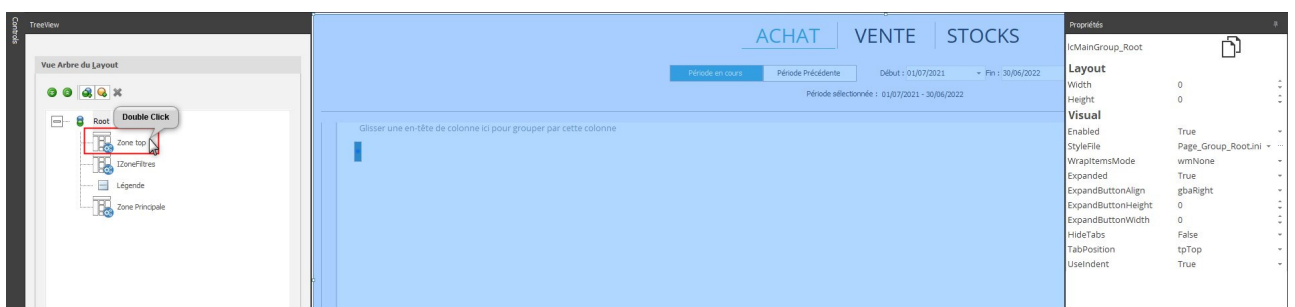 Controls
TreeView
Vue Arbre du Layout
Root
Double Click
Zone top
IZoneFiltres
Légende
Zone Principale
ACHAT VENTE STOCKS
Période en cours Période Précédente Début : 01/07/2021 Fin : 30/06/2022
Période sélectionnée : 01/07/2021 - 30/06/2022
Glisser une en-tête de colonne ici pour grouper par cette colonne
Propriétés
lcMainGroup_Root
Layout
Width 0
Height 0
Visual
Enabled True
StyleFile Page_Group_Root.ini
WrapItemsMode wmNone
Expanded True
ExpandButtonAlign gbaRight
ExpandButtonHeight 0
ExpandButtonWidth 0
HideTabs False
TabPosition tpTop
UseIndent True